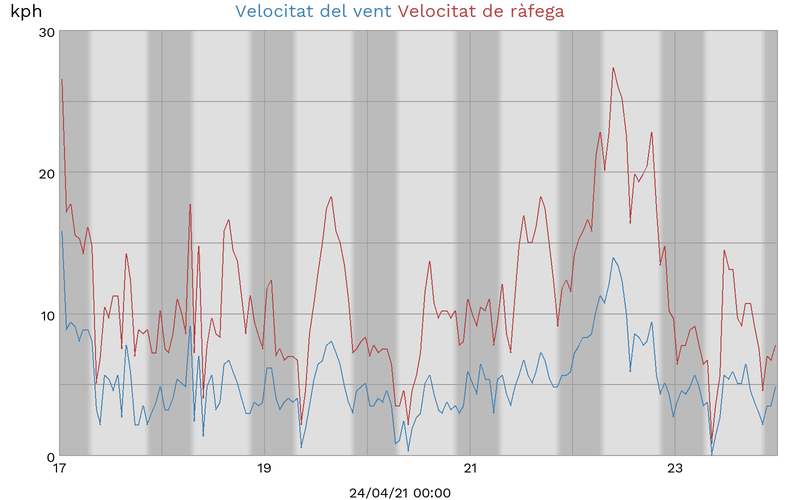 kph
Velocitat del vent Velocitat de ràfega
30
20
10
0
17 19 21 23
24/04/21 00:00